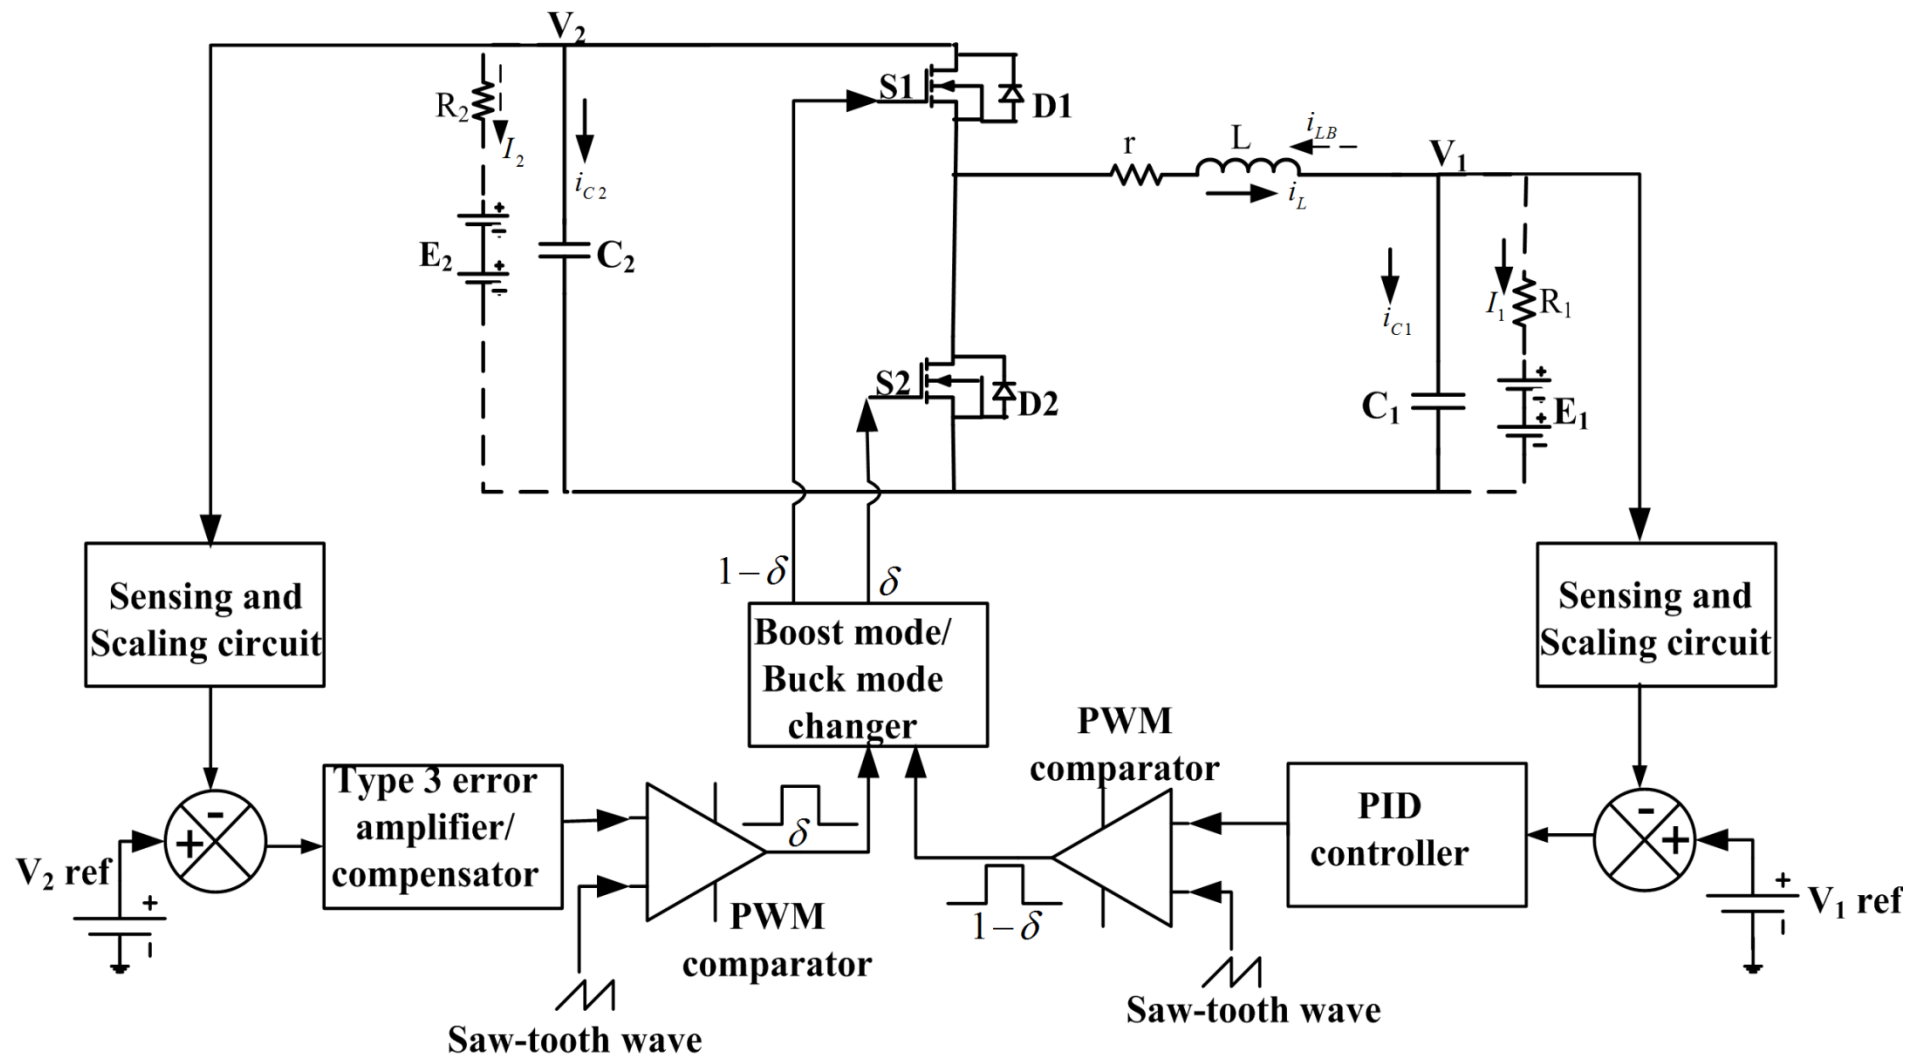 V2
S1
D1
R2
I2
iC2
r
L
iLB
V1
iL
E2
C2
iC1
I1
R1
S2
D2
C1
E1
1−δ
δ
Sensing and
Scaling circuit
Boost mode/
Buck mode
changer
Sensing and
Scaling circuit
PWM
comparator
Type 3 error
amplifier/
compensator
δ
PID
controller
V2 ref
+
-
+
-
PWM
comparator
1−δ
-
+
+
-
V1 ref
Saw-tooth wave
Saw-tooth wave